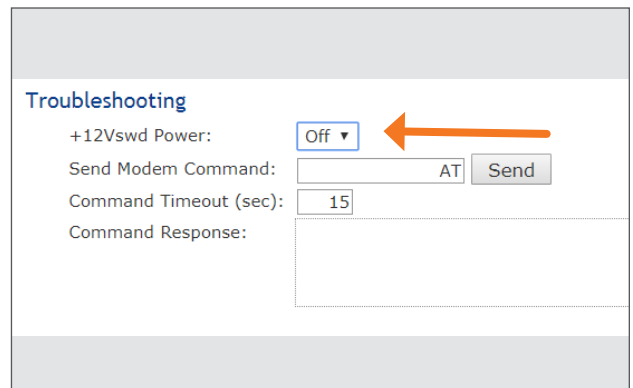 Troubleshooting
+12Vswd Power: Off
Send Modem Command: AT Send
Command Timeout (sec): 15
Command Response: